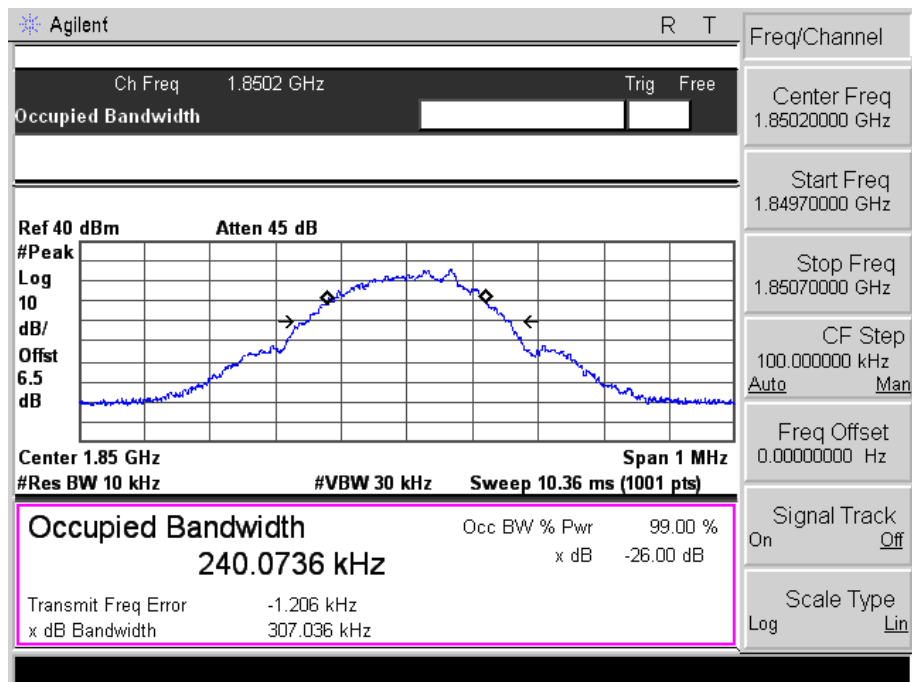 Agilent R T
Ch Freq 1.8502 GHz Trig Free
Occupied Bandwidth
Ref 40 dBm Atten 45 dB
#Peak
Log
10
dB/
Offst
6.5
dB
Center 1.85 GHz Span 1 MHz
#Res BW 10 kHz #VBW 30 kHz Sweep 10.36 ms (1001 pts)
Occupied Bandwidth Occ BW % Pwr 99.00 %
240.0736 kHz x dB -26.00 dB
Transmit Freq Error -1.206 kHz
x dB Bandwidth 307.036 kHz
Freq/Channel
Center Freq
1.85020000 GHz
Start Freq
1.84970000 GHz
Stop Freq
1.85070000 GHz
CF Step
100.000000 kHz
Auto Man
Freq Offset
0.00000000 Hz
Signal Track
On Off
Scale Type
Log Lin